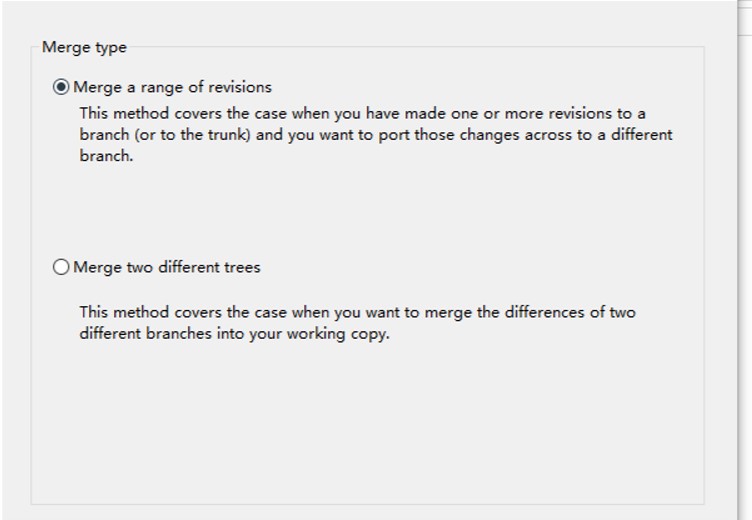 Merge type
Merge a range of revisions
This method covers the case when you have made one or more revisions to a
branch (or to the trunk) and you want to port those changes across to a different
branch.
Merge two different trees
This method covers the case when you want to merge the differences of two
different branches into your working copy.